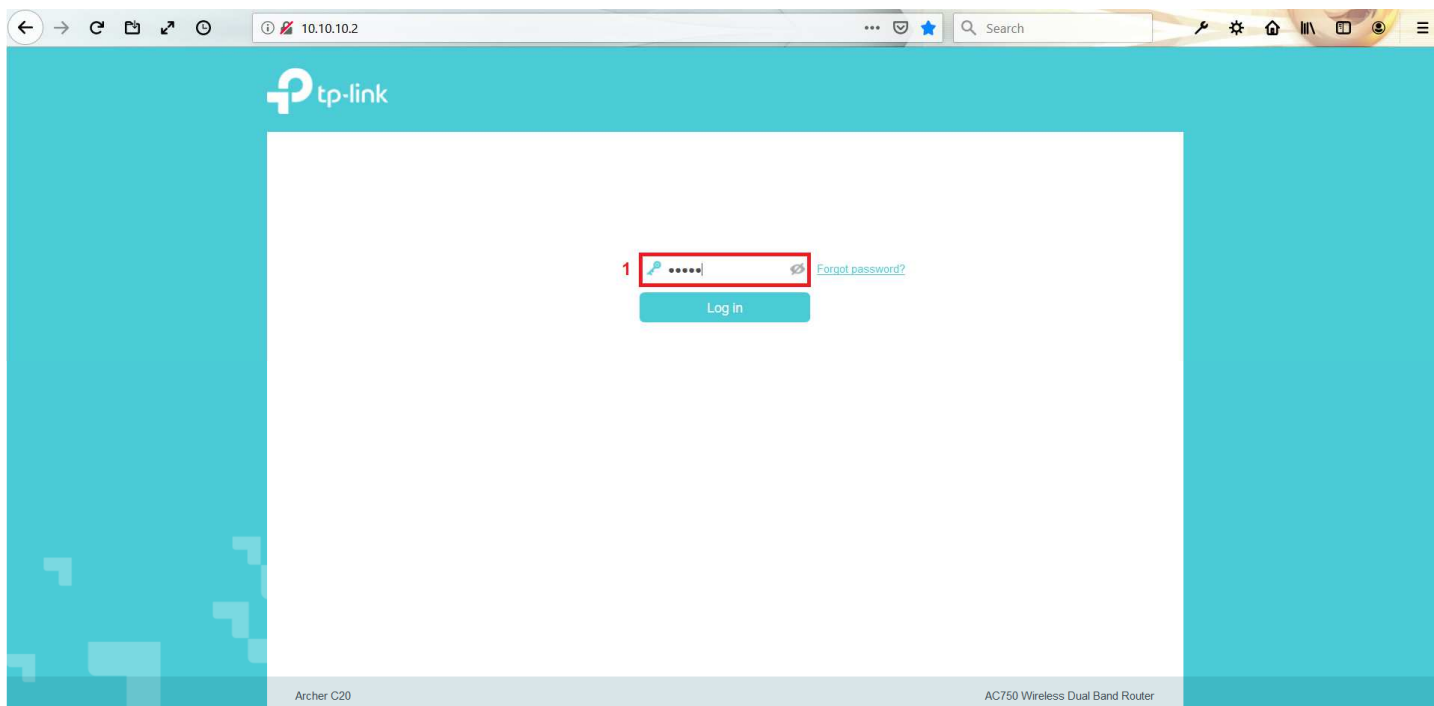 10.10.10.2
Search
tp-link
1 ••••• Forgot password?
Log in
Archer C20
AC750 Wireless Dual Band Router